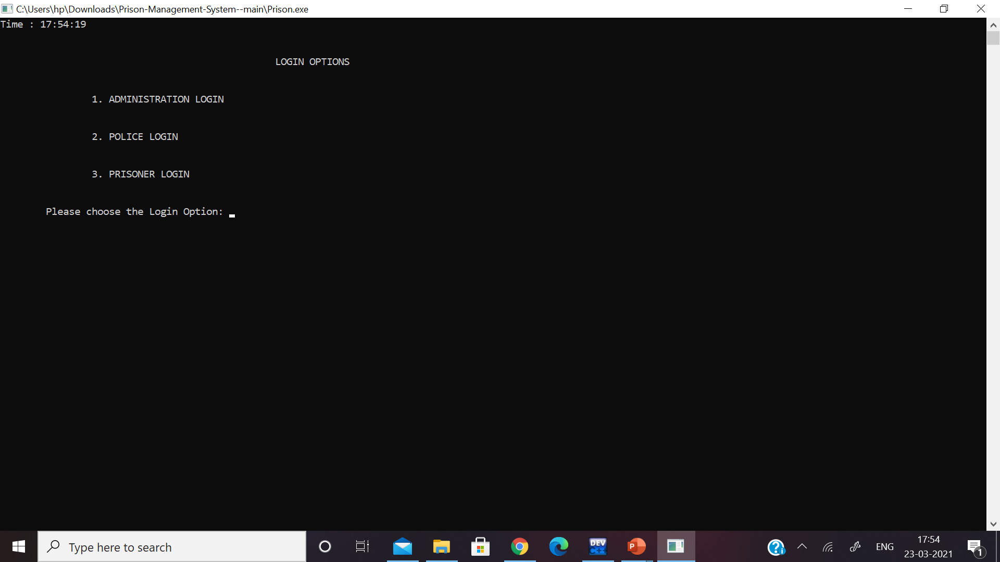 C:\Users\hp\Downloads\Prison-Management-System--main\Prison.exe
Time : 17:54:19
LOGIN OPTIONS
1. ADMINISTRATION LOGIN
2. POLICE LOGIN
3. PRISONER LOGIN
Please choose the Login Option:
Type here to search
DEV
C++
P
ENG
17:54
23-03-2021
1